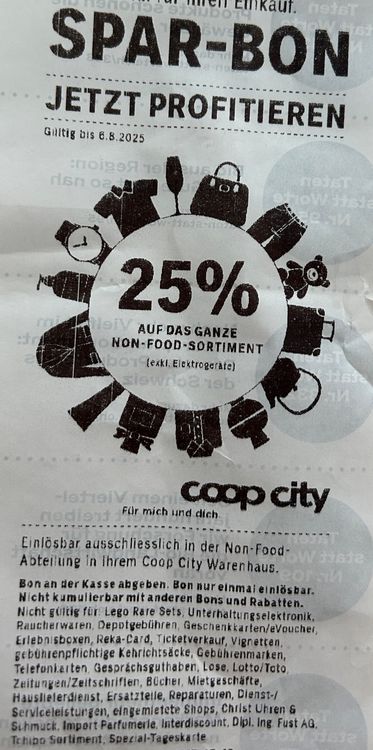 für Ihren Einkauf.
SPAR-BON
JETZT PROFITIEREN
Gültig bis 6.8.2025
25%
AUF DAS GANZE
NON-FOOD-SORTIMENT
(exkl. Elektrogeräte)
coop city
Für mich und dich.
Einlösbar ausschliesslich in der Non-Food-
Abteilung in Ihrem Coop City Warenhaus.
Bon an der Kasse abgeben. Bon nur einmal einlösbar.
Nicht kumulierbar mit anderen Bons und Rabatten.
Nicht gültig für: Lego Rare Sets, Unterhaltungselektronik,
Raucherwaren, Depotgebühren, Geschenkkarten/eVoucher,
Erlebnisboxen, Reka-Card, Ticketverkauf, Vignetten,
gebührenpflichtige Kehrichtsäcke, Gebührenmarken,
Telefonkarten, Gesprächsguthaben, Lose, Lotto/Toto,
Zeitungen/Zeitschriften, Bücher, Mietgeschäfte,
Hauslieferdienst, Ersatzteile, Reparaturen, Dienst-/
Serviceleistungen, eingemietete Shops, Christ Uhren &
Schmuck, Import Parfumerie, Interdiscount, Dipl. Ing. Fust AG,
Tchibo Sortiment, Spezial-Tageskarte